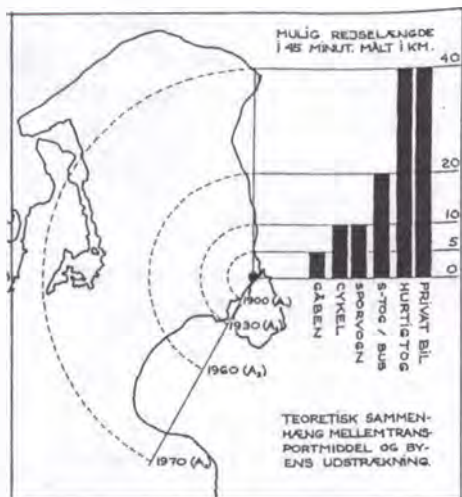 MULIG REJSELÆNGDE
I 45 MINUT. MÅLT I KM.
40
20
10
5
0
GÅBEN
CYKEL
SPORVOGN
S-TOG / BUS
HURTIGTOG
PRIVAT BIL
1900 (A₀)
1930 (A₁)
1960 (A₂)
1970 (A₃)
TEORETISK SAMMEN-
HÆNG MELLEM TRANS-
PORTMIDDEL OG BY-
ENS UDSTRÆKNING.